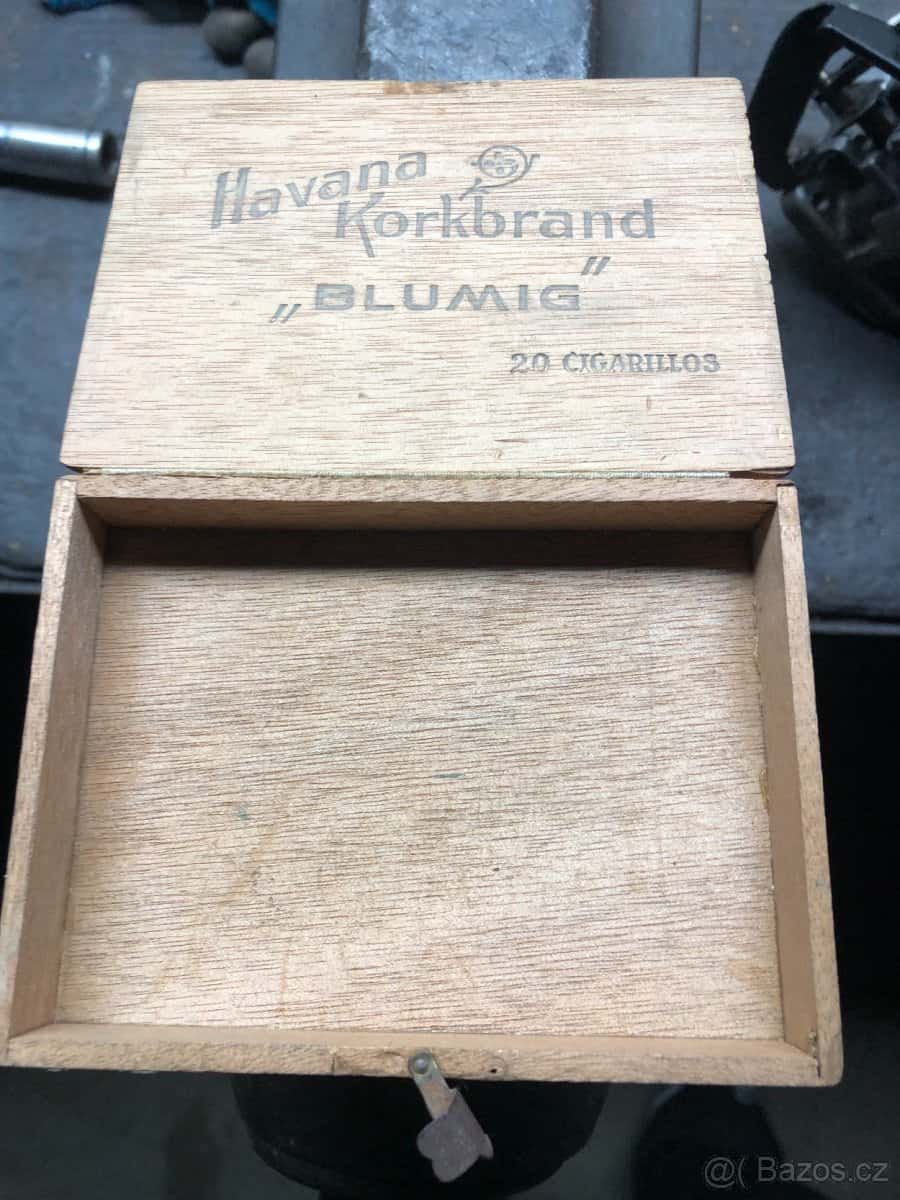 Havana
Korkbrand
„BLUMIG"
20 CIGARILLOS
@( Bazos.cz